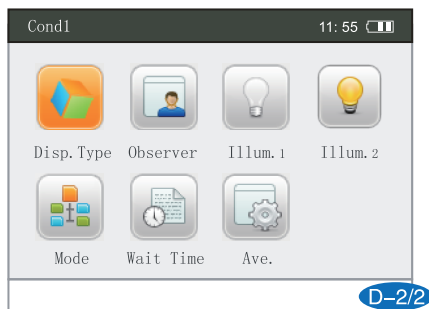 Cond1 11: 55
Disp. Type Observer Illum. 1 Illum. 2
Mode Wait Time Ave.
D-2/2